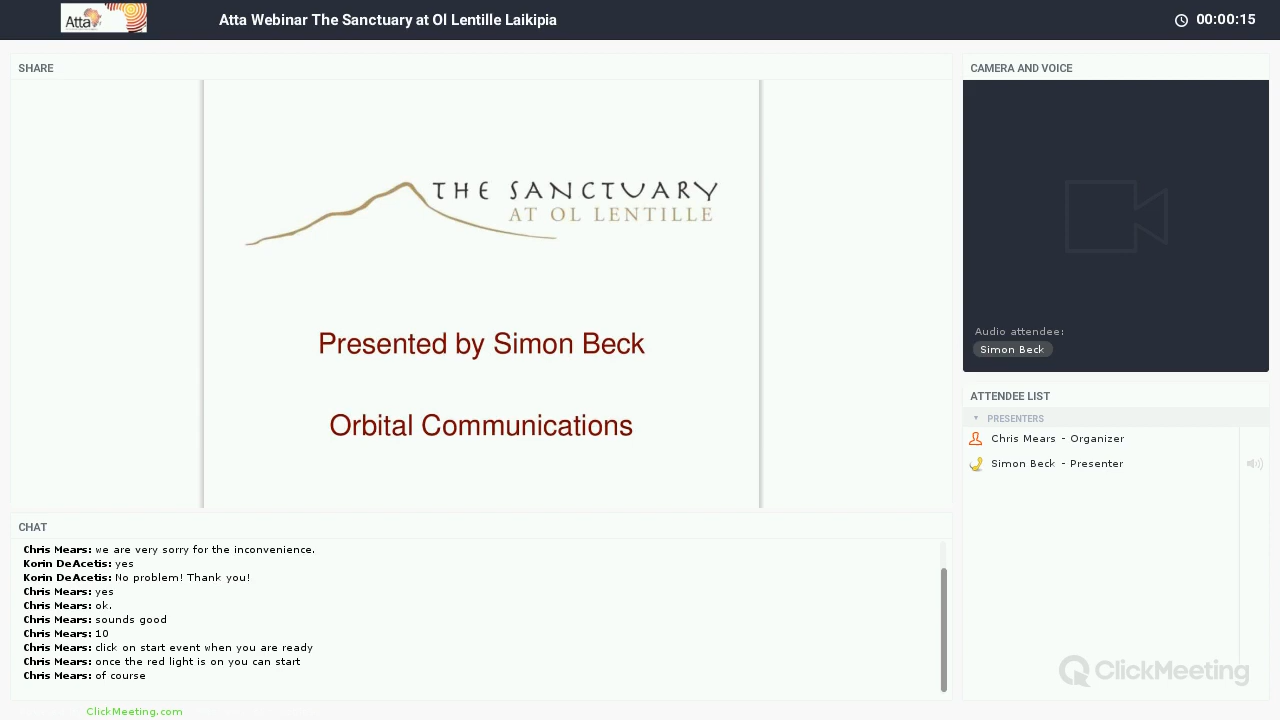 Atta
Atta Webinar The Sanctuary at Ol Lentille Laikipia
00:00:15
SHARE
THE SANCTUARY
AT OL LENTILLE
Presented by Simon Beck
Orbital Communications
CAMERA AND VOICE
Audio attendee:
Simon Beck
ATTENDEE LIST
PRESENTERS
Chris Mears - Organizer
Simon Beck - Presenter
CHAT
Chris Mears: we are very sorry for the inconvenience.
Korin DeAcetis: yes
Korin DeAcetis: No problem! Thank you!
Chris Mears: yes
Chris Mears: ok.
Chris Mears: sounds good
Chris Mears: 10
Chris Mears: click on start event when you are ready
Chris Mears: once the red light is on you can start
Chris Mears: of course
ClickMeeting
ClickMeeting.com